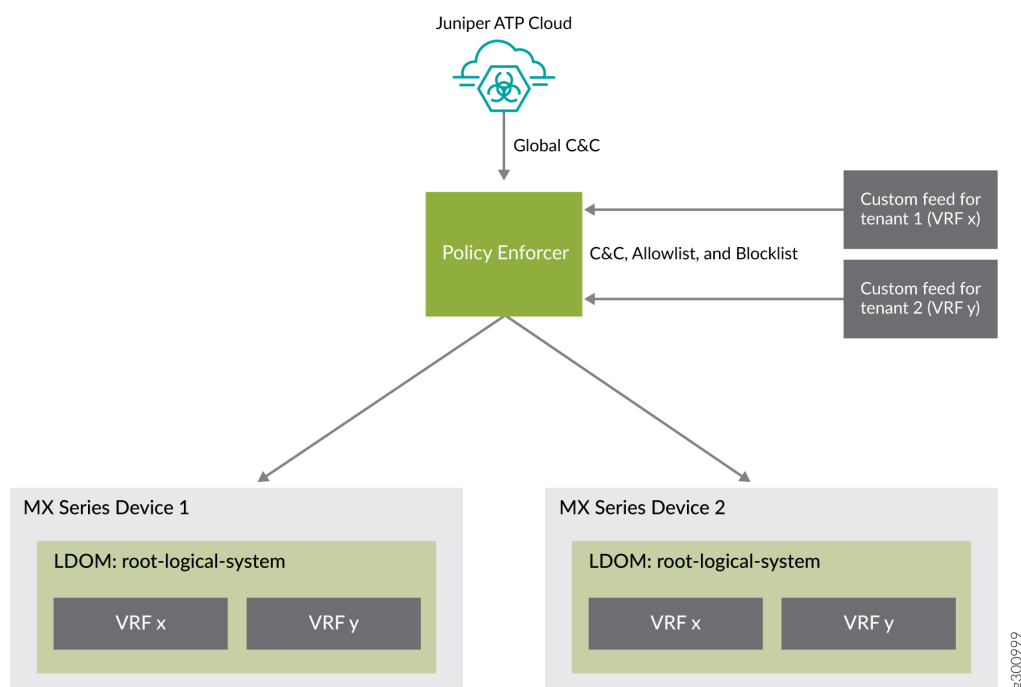 Juniper ATP Cloud
Global C&C
Custom feed for
tenant 1 (VRF x)
Policy Enforcer
C&C, Allowlist, and Blocklist
Custom feed for
tenant 2 (VRF y)
MX Series Device 1
LDOM: root-logical-system
VRF x
VRF y
MX Series Device 2
LDOM: root-logical-system
VRF x
VRF y
g300999